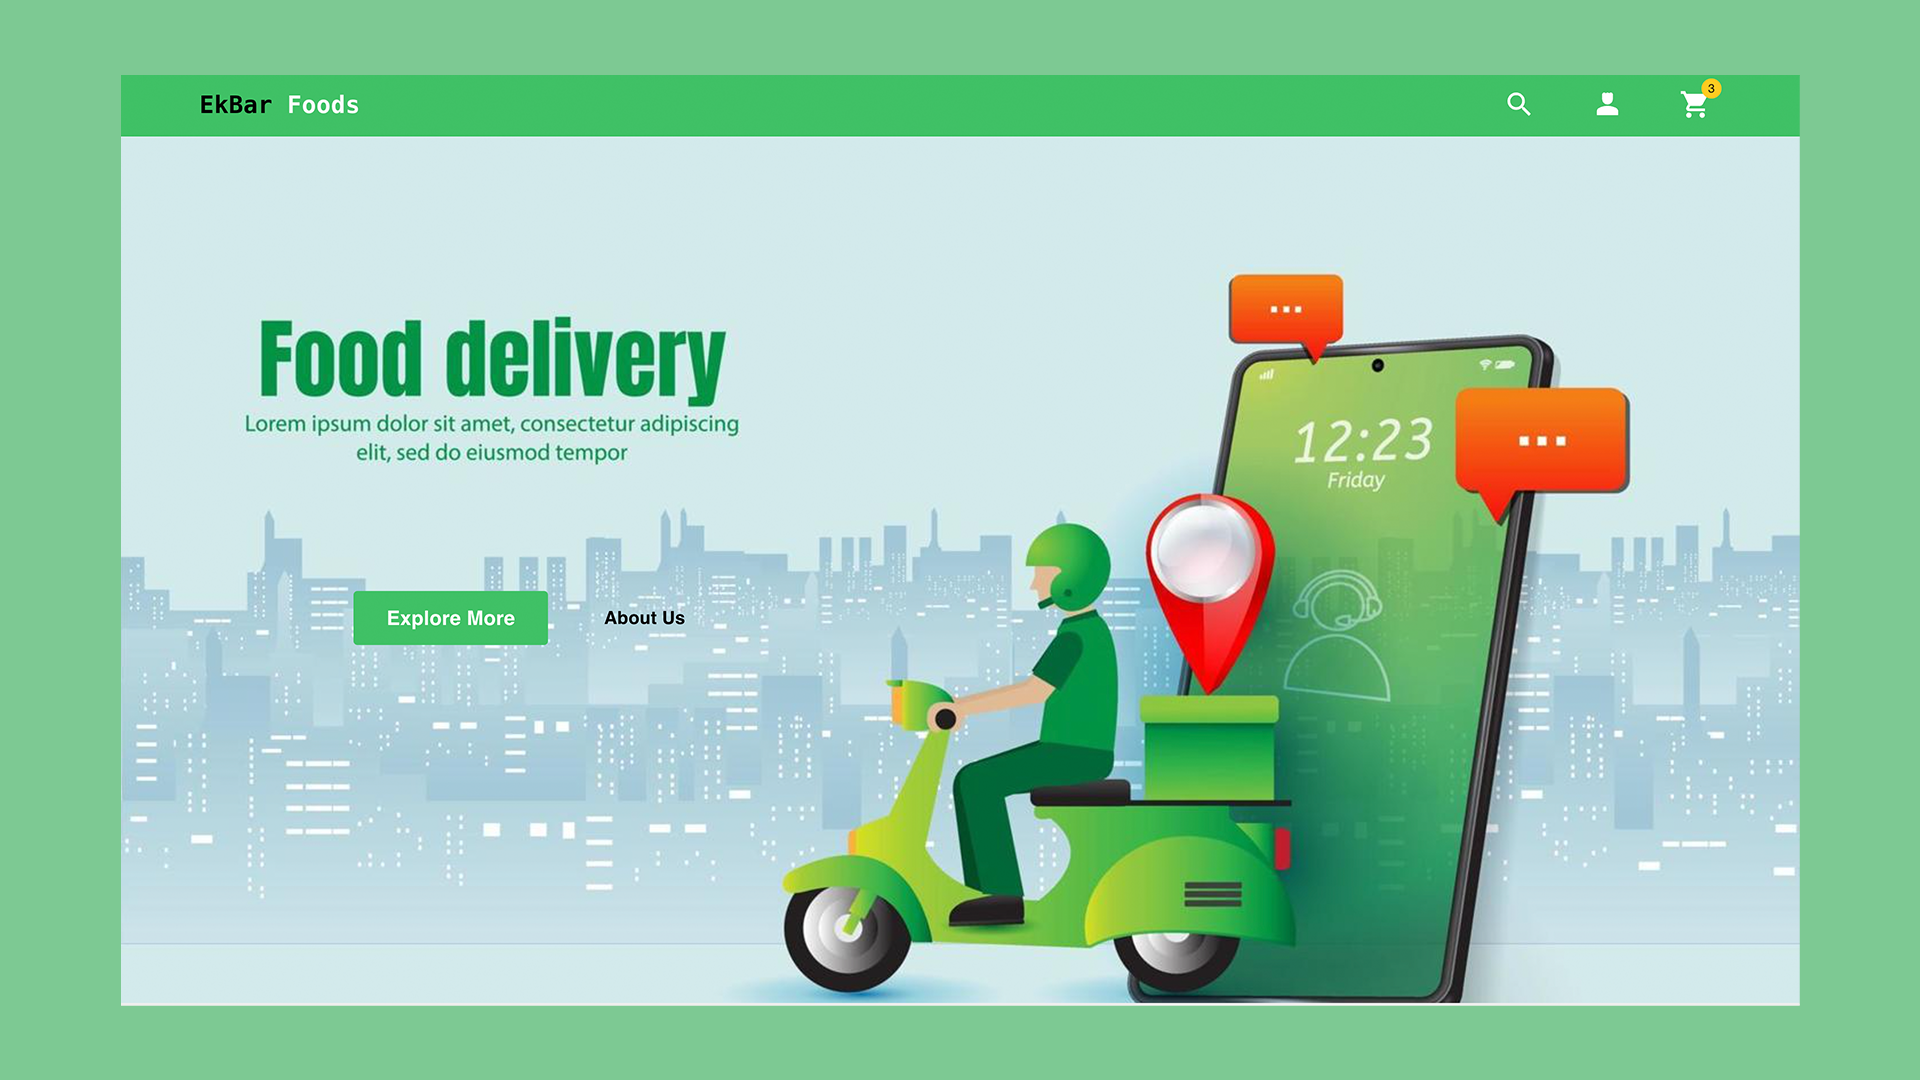 EkBar Foods
3
Food delivery
Lorem ipsum dolor sit amet, consectetur adipiscing
elit, sed do eiusmod tempor
12:23
Friday
Explore More
About Us